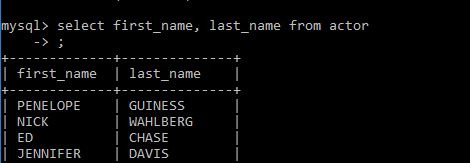 mysql> select first_name, last_name from actor
    -> ;
+-------------+--------------+
| first_name | last_name |
+-------------+--------------+
| PENELOPE | GUINESS |
| NICK | WAHLBERG |
| ED | CHASE |
| JENNIFER | DAVIS |